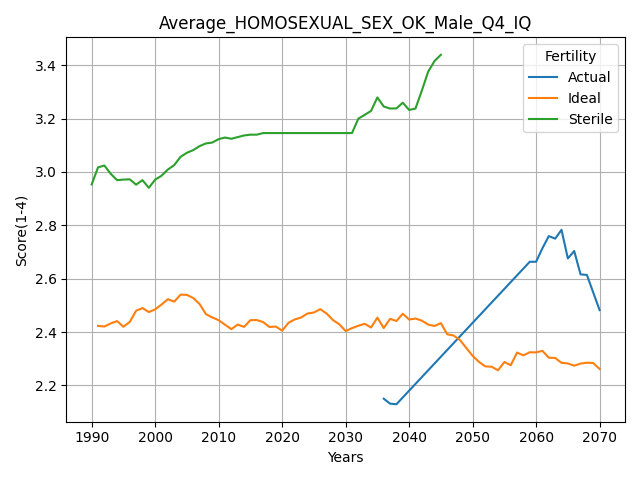 Average_HOMOSEXUAL_SEX_OK_Male_Q4_IQ
Fertility
Actual
Ideal
Sterile
Score(1-4)
3.4
3.2
3.0
2.8
2.6
2.4
2.2
1990 2000 2010 2020 2030 2040 2050 2060 2070
Years